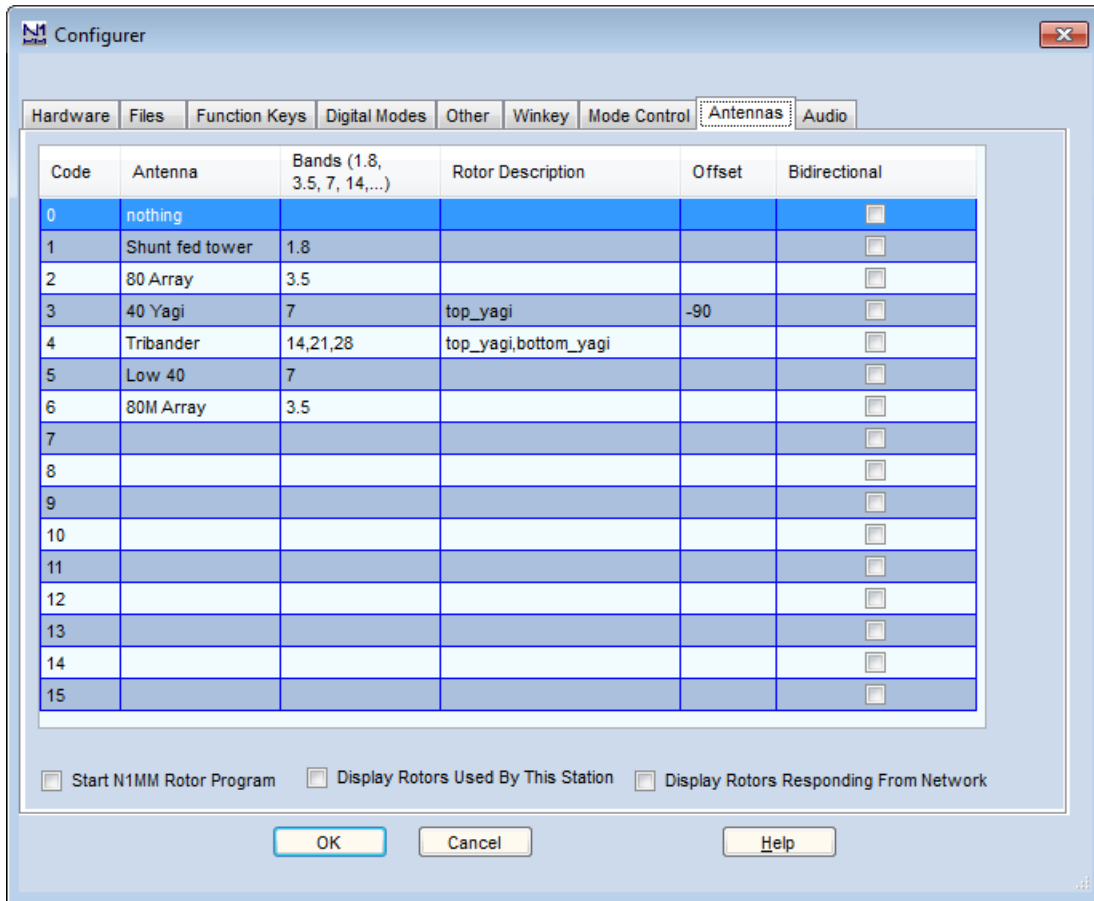 N1MM Configurer
Hardware Files Function Keys Digital Modes Other Winkey Mode Control Antennas Audio
Code Antenna Bands (1.8, 3.5, 7, 14,...) Rotor Description Offset Bidirectional
0 nothing
1 Shunt fed tower 1.8
2 80 Array 3.5
3 40 Yagi 7 top_yagi -90
4 Tribander 14,21,28 top_yagi,bottom_yagi
5 Low 40 7
6 80M Array 3.5
7
8
9
10
11
12
13
14
15
Start N1MM Rotor Program Display Rotors Used By This Station Display Rotors Responding From Network
OK Cancel Help